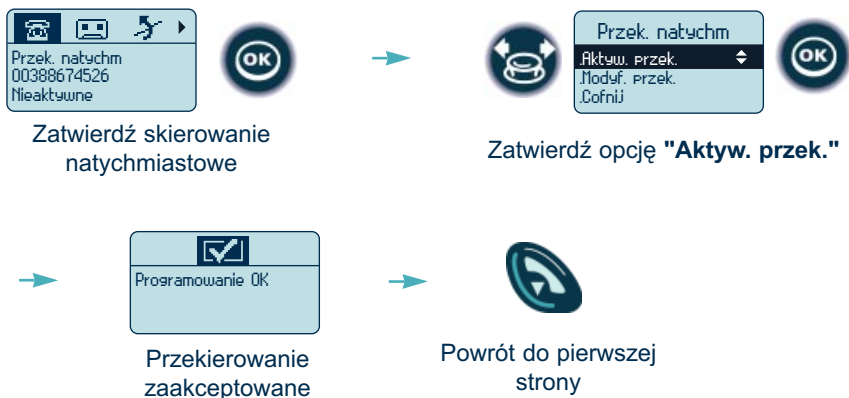 Przek. natychm
00388674526
Nieaktywne
OK
Zatwierdź skierowanie
natychmiastowe
Przek. natychm
.Aktyw. przek.
.Modyf. przek.
.Cofnij
OK
Zatwierdź opcję "Aktyw. przek."
Programowanie OK
Przekierowanie
zaakceptowane
Powrót do pierwszej
strony